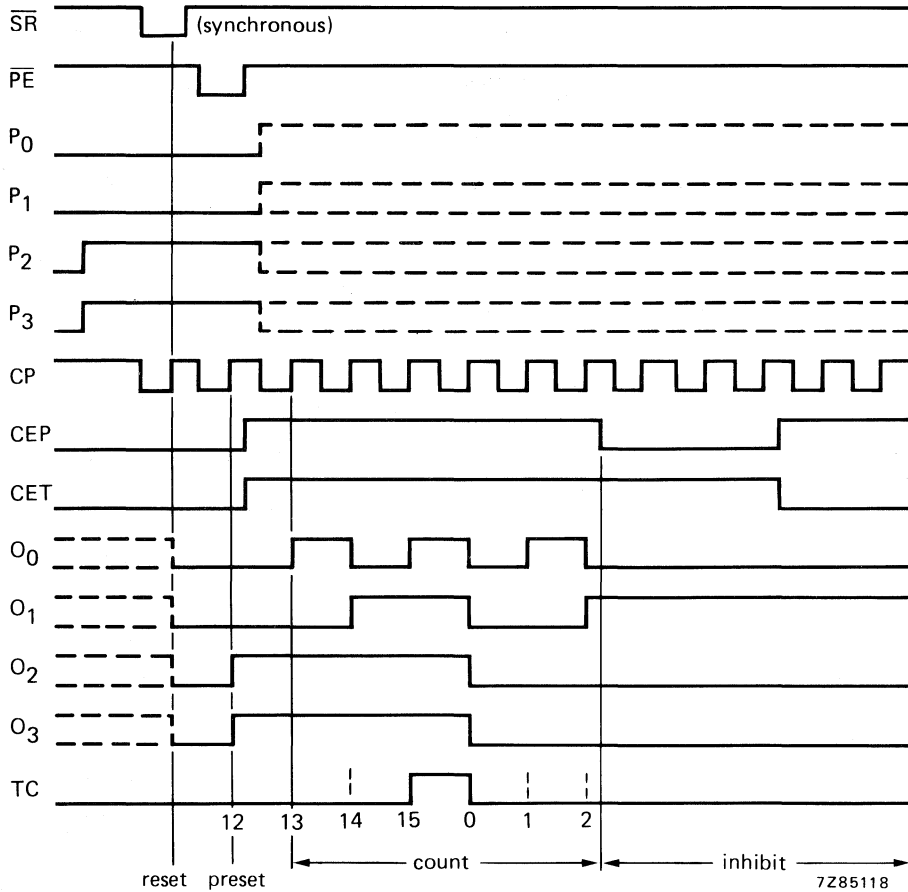 SR (synchronous)
PE
P0
P1
P2
P3
CP
CEP
CET
O0
O1
O2
O3
TC
12 13 14 15 0 1 2
count inhibit
reset preset 7Z85118